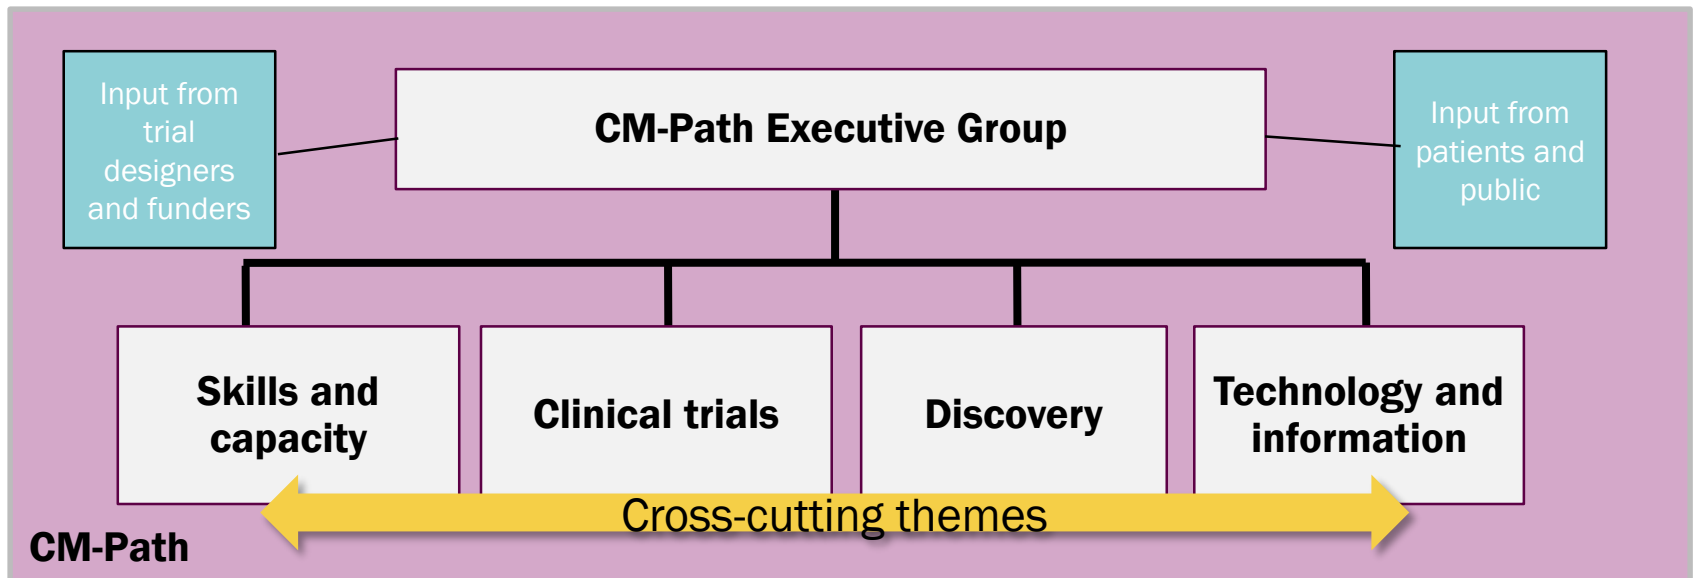 Input from
trial
designers
and funders
CM-Path Executive Group
Input from
patients and
public
Skills and
capacity
Clinical trials
Discovery
Technology and
information
Cross-cutting themes
CM-Path